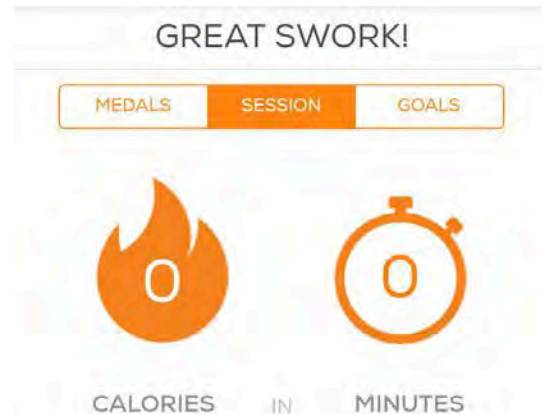 GREAT SWORK!
MEDALS SESSION GOALS
0 0
CALORIES IN MINUTES